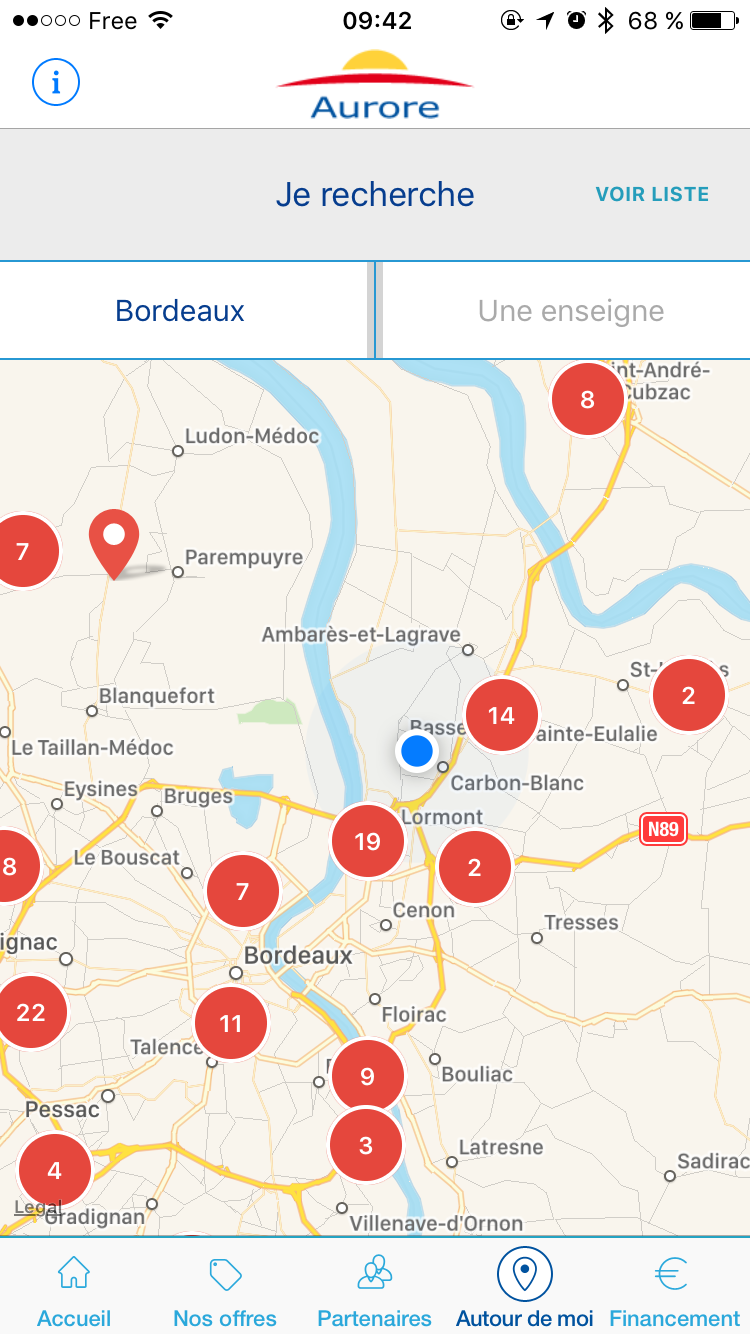 Free 09:42 68 %
i
Aurore
Je recherche
VOIR LISTE
Bordeaux
Une enseigne
int-André-
Cubzac
8
Ludon-Médoc
7
Parempuyre
Ambarès-et-Lagrave
St-
2
Blanquefort
14
Basse
ainte-Eulalie
Le Taillan-Médoc
Carbon-Blanc
Eysines
Bruges
Lormont
N89
19
8
Le Bouscat
2
7
Cenon
Tresses
ignac
Bordeaux
22
11
Floirac
Talence
9
Bouliac
Pessac
3
Latresne
4
Sadirac
Legal
Gradignan
Villenave-d'Ornon
Accueil
Nos offres
Partenaires
Autour de moi
Financement